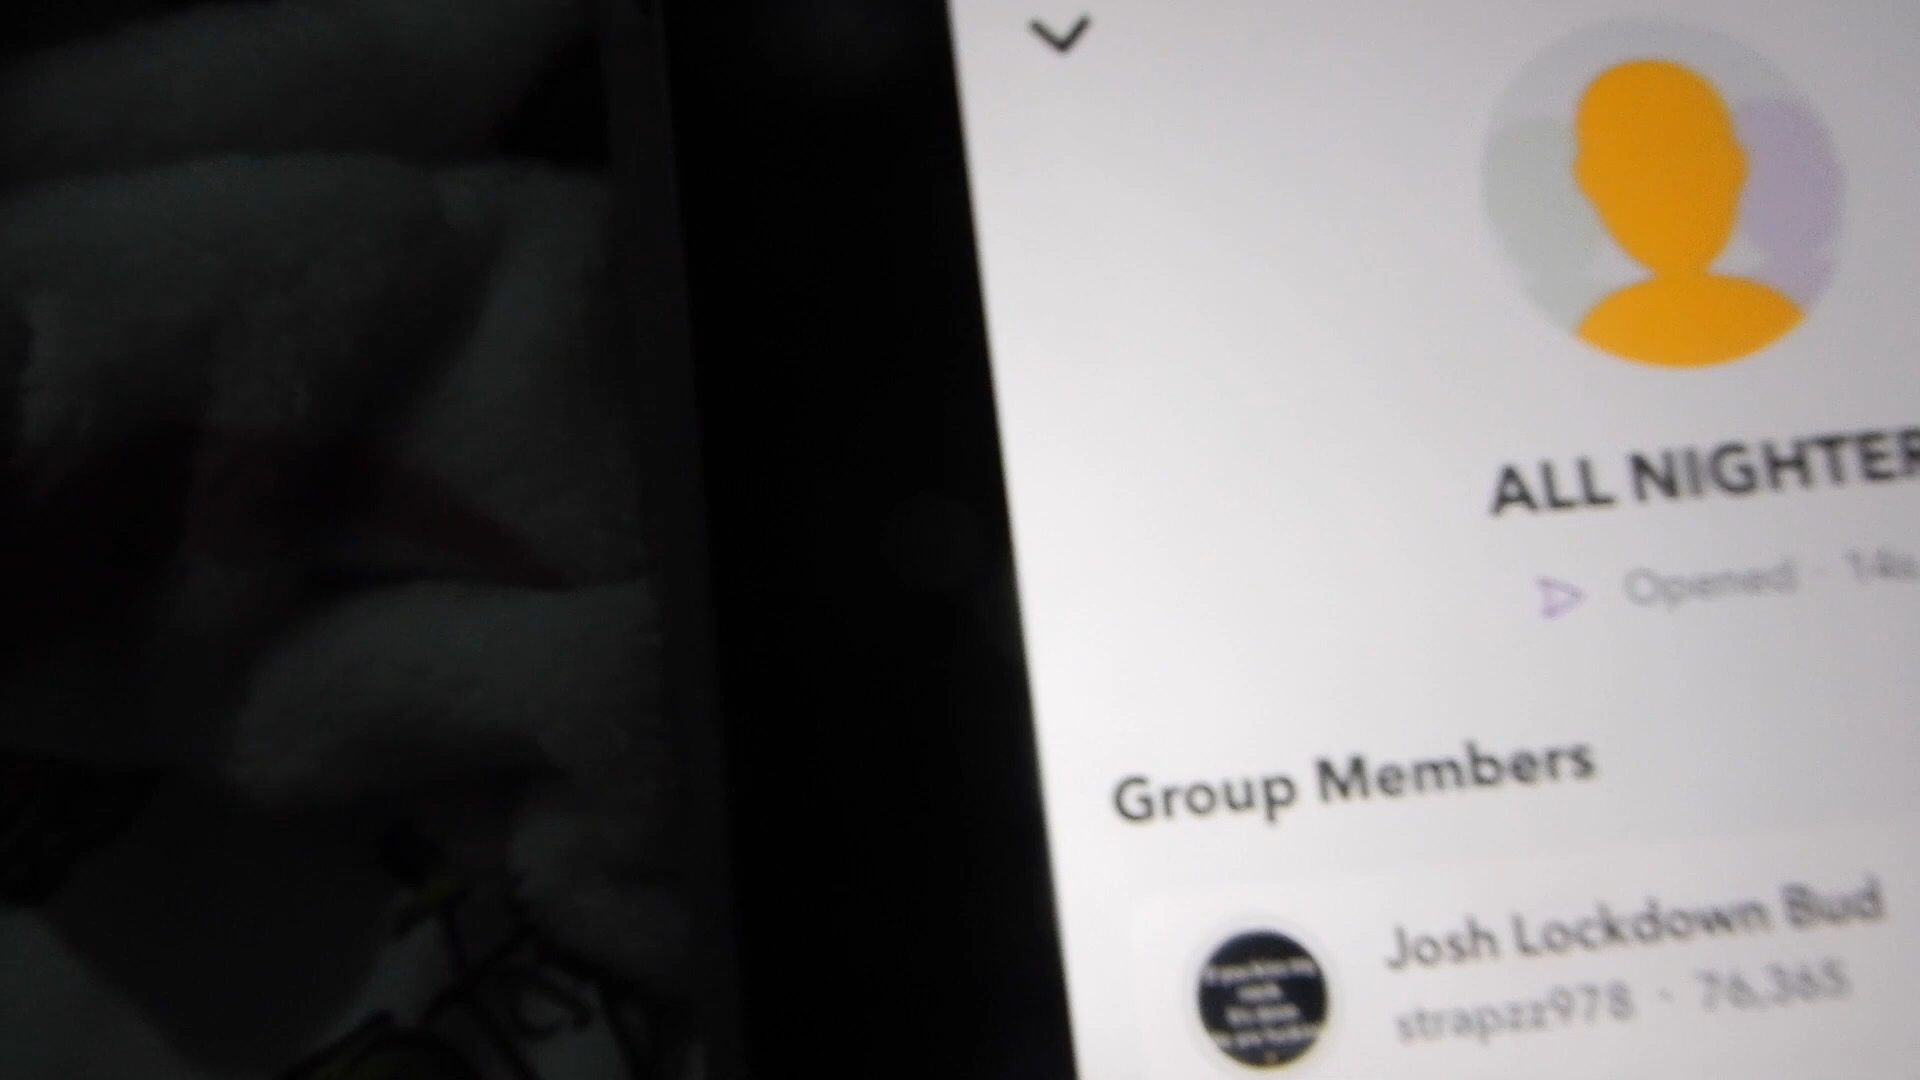 ALL NIGHTER
Opened
Group Members
Josh Lockdown Bud
strapzz978 · 76,365